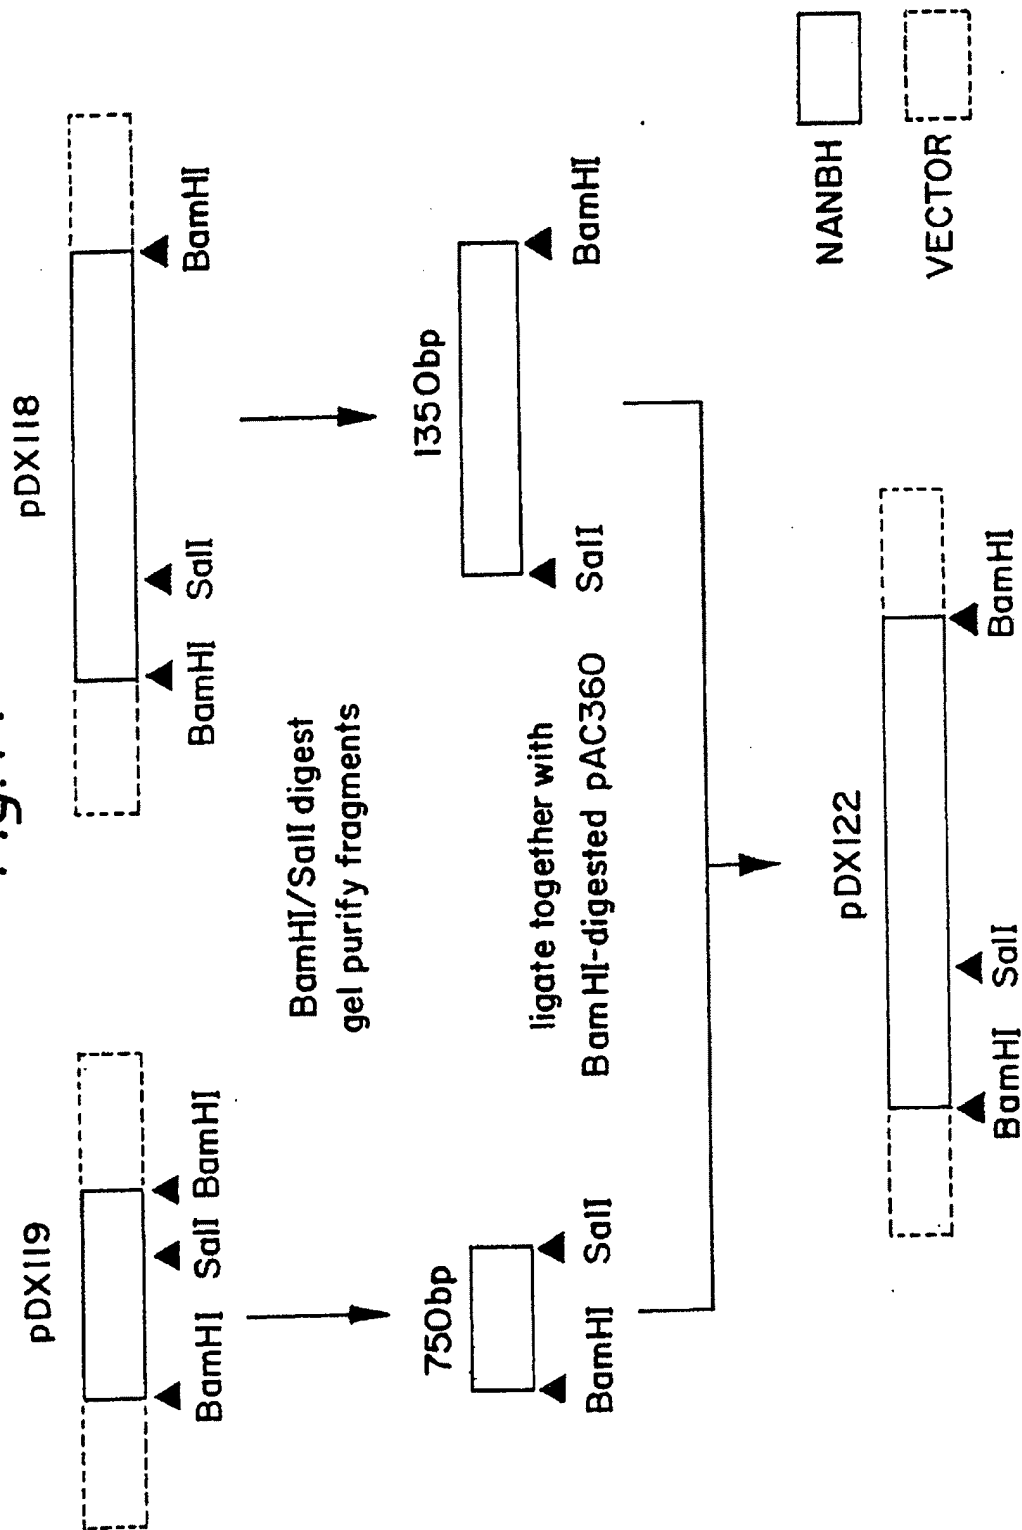 pDX119
pDX118
BamHI SalI BamHI
BamHI SalI BamHI
BamHI/SalI digest
gel purify fragments
750bp
1350bp
BamHI SalI
SalI BamHI
ligate together with
BamHI-digested pAC360
pDX122
BamHI SalI BamHI
NANBH
VECTOR